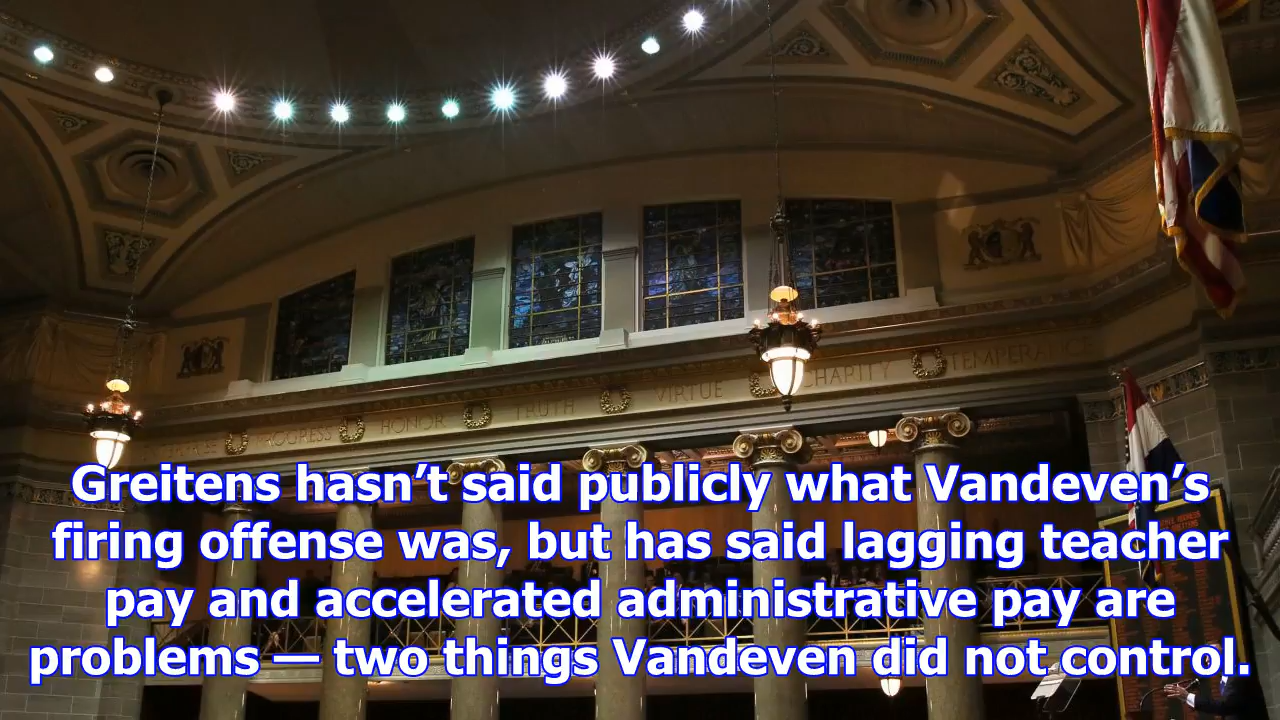 PROGRESS HONOR TRUTH VIRTUE CHARITY TEMPERANCE
Greitens hasn’t said publicly what Vandeven’s
firing offense was, but has said lagging teacher
pay and accelerated administrative pay are
problems — two things Vandeven did not control.